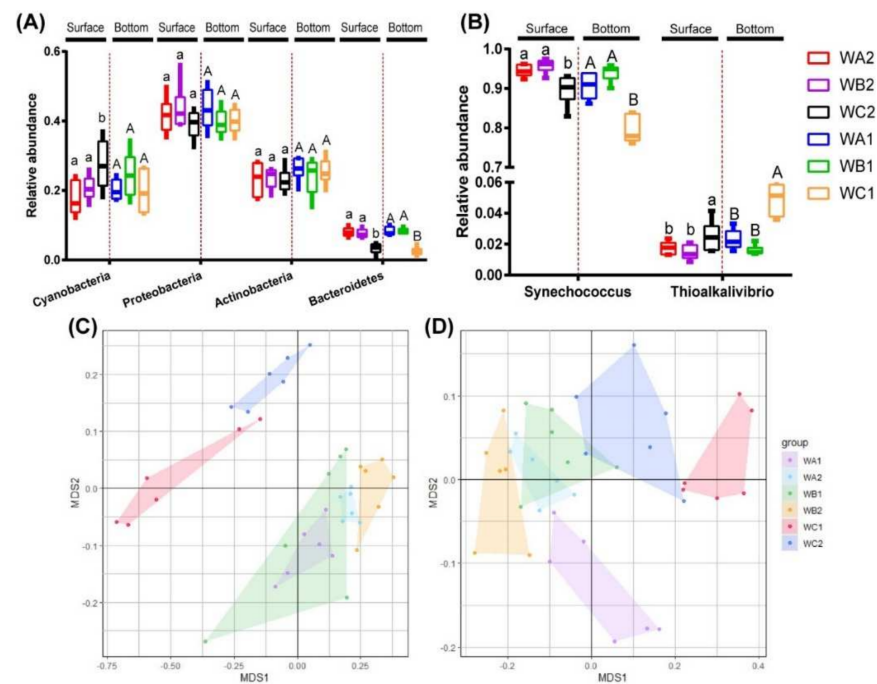 (A)
Surface Bottom Surface Bottom Surface Bottom Surface Bottom
Relative abundance
0.6
0.4
0.2
0.0
a a b A A A
a a a A A A
a a a A A A
a a b A A B
Cyanobacteria Proteobacteria Actinobacteria Bacteroidetes
(B)
Surface Bottom Surface Bottom
Relative abundance
1.0
0.9
0.8
0.7
0.06
0.04
0.02
0.00
a a b A A B
b b a B B A
Synechococcus Thioalkalivibrio
WA2
WB2
WC2
WA1
WB1
WC1
(C)
MDS2
0.2
0.1
0.0
-0.1
-0.2
-0.75 -0.50 -0.25 0.00 0.25
MDS1
(D)
MDS2
0.1
0.0
-0.1
-0.2
-0.2 0.0 0.2 0.4
MDS1
group
WA1
WA2
WB1
WB2
WC1
WC2